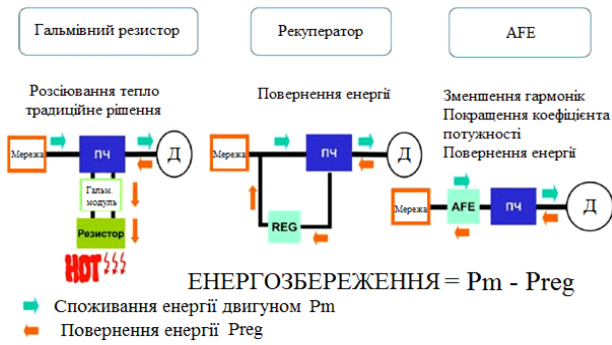 Гальмівний резистор
Рекуператор
AFE
Розсіювання тепло
традиційне рішення
Повернення енергії
Зменшення гармонік
Покращення коефіцієнта
потужності
Повернення енергії
Мережа
ПЧ
Д
Гальм.
модуль
Резистор
HOT
Мережа
ПЧ
Д
REG
Мережа
AFE
ПЧ
Д
ЕНЕРГОЗБЕРЕЖЕННЯ = Pm - Preg
Споживання енергії двигуном Pm
Повернення енергії Preg